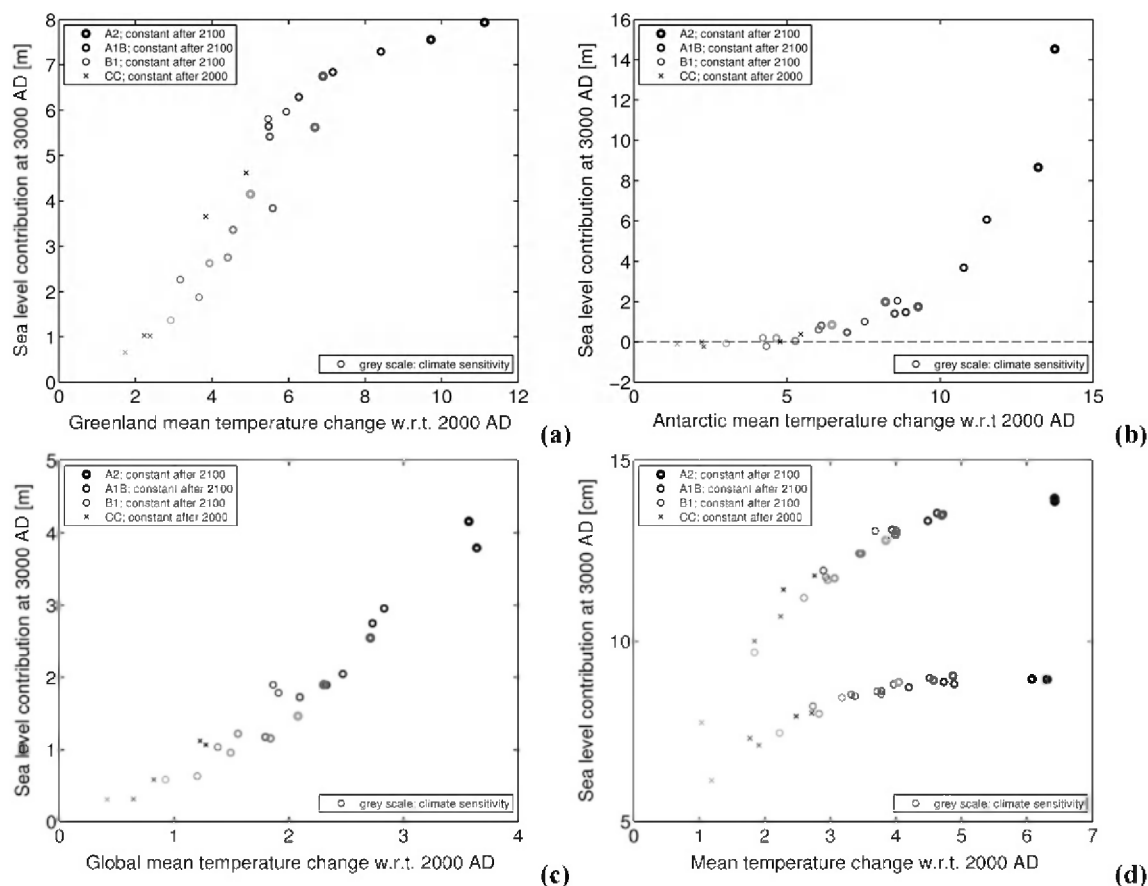 Sea level contribution at 3000 AD [m]
8
7
6
5
4
3
2
1
0
A2; constant after 2100
A1B; constant after 2100
B1; constant after 2100
CC; constant after 2000
grey scale: climate sensitivity
0 2 4 6 8 10 12
Greenland mean temperature change w.r.t. 2000 AD
(a)
Sea level contribution at 3000 AD [m]
16
14
12
10
8
6
4
2
0
−2
A2; constant after 2100
A1B; constant after 2100
B1; constant after 2100
CC; constant after 2000
grey scale: climate sensitivity
0 5 10 15
Antarctic mean temperature change w.r.t 2000 AD
(b)
Sea level contribution at 3000 AD [m]
5
4
3
2
1
0
A2; constant after 2100
A1B; constant after 2100
B1; constant after 2100
CC; constant after 2000
grey scale: climate sensitivity
0 1 2 3 4
Global mean temperature change w.r.t. 2000 AD
(c)
Sea level contribution at 3000 AD [cm]
15
10
5
A2; constant after 2100
A1B; constant after 2100
B1; constant after 2100
CC; constant after 2000
grey scale: climate sensitivity
0 1 2 3 4 5 6 7
Mean temperature change w.r.t. 2000 AD
(d)